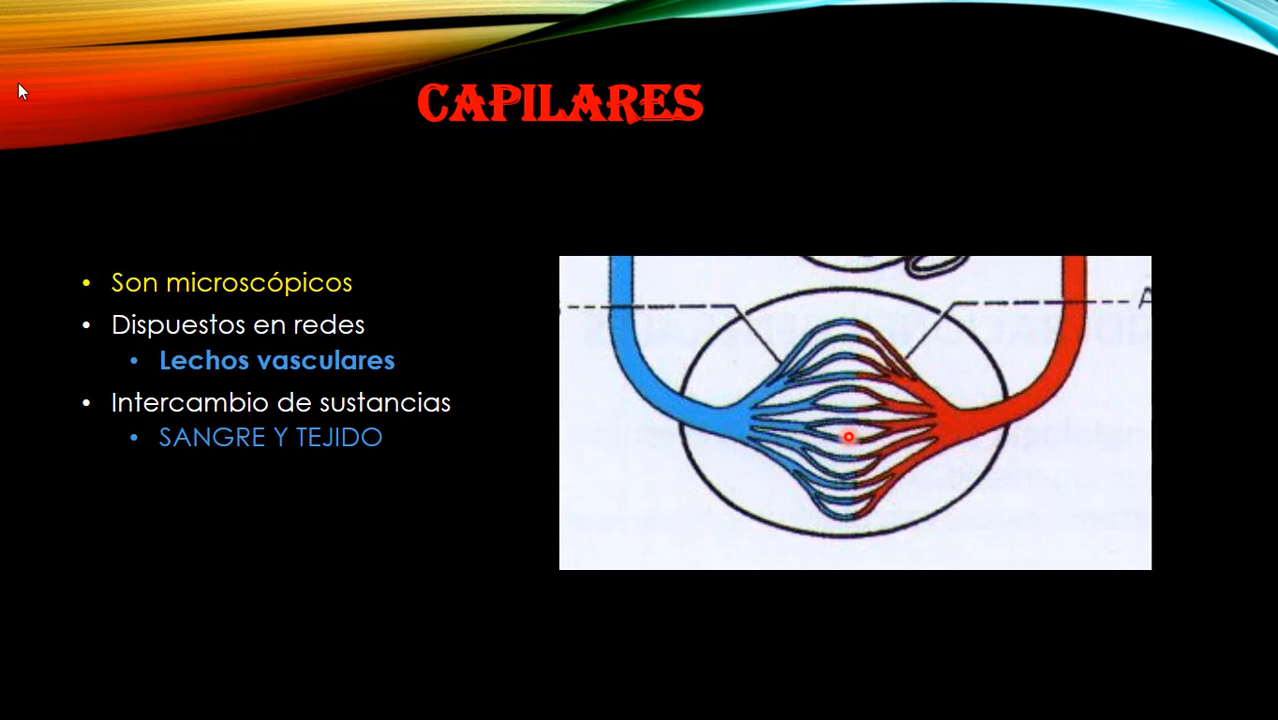 CAPILARES
• Son microscópicos
• Dispuestos en redes
• Lechos vasculares
• Intercambio de sustancias
• SANGRE Y TEJIDO